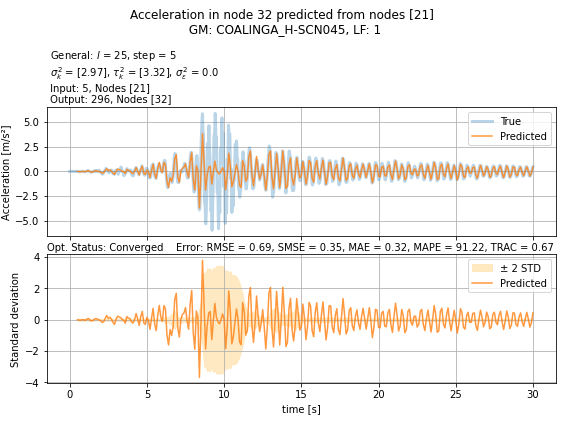 Acceleration in node 32 predicted from nodes [21]
GM: COALINGA_H-SCN045, LF: 1
General: l = 25, step = 5
σ²ₖ = [2.97], τ²ₖ = [3.32], σ²ε = 0.0
Input: 5, Nodes [21]
Output: 296, Nodes [32]
Acceleration [m/s²]
5.0
2.5
0.0
−2.5
−5.0
True
Predicted
Opt. Status: Converged Error: RMSE = 0.69, SMSE = 0.35, MAE = 0.32, MAPE = 91.22, TRAC = 0.67
Standard deviation
4
2
0
−2
−4
± 2 STD
Predicted
0 5 10 15 20 25 30
time [s]